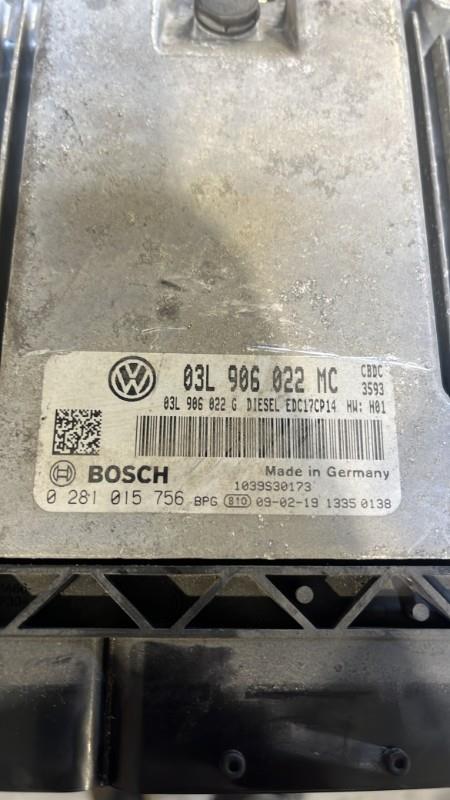 03L 906 022 MC CBDC
3593
03L 906 022 G DIESEL EDC17CP14 HW: H01
BOSCH Made in Germany
1039S30173
0 281 015 756 BPG 810 09-02-19 1335 0138